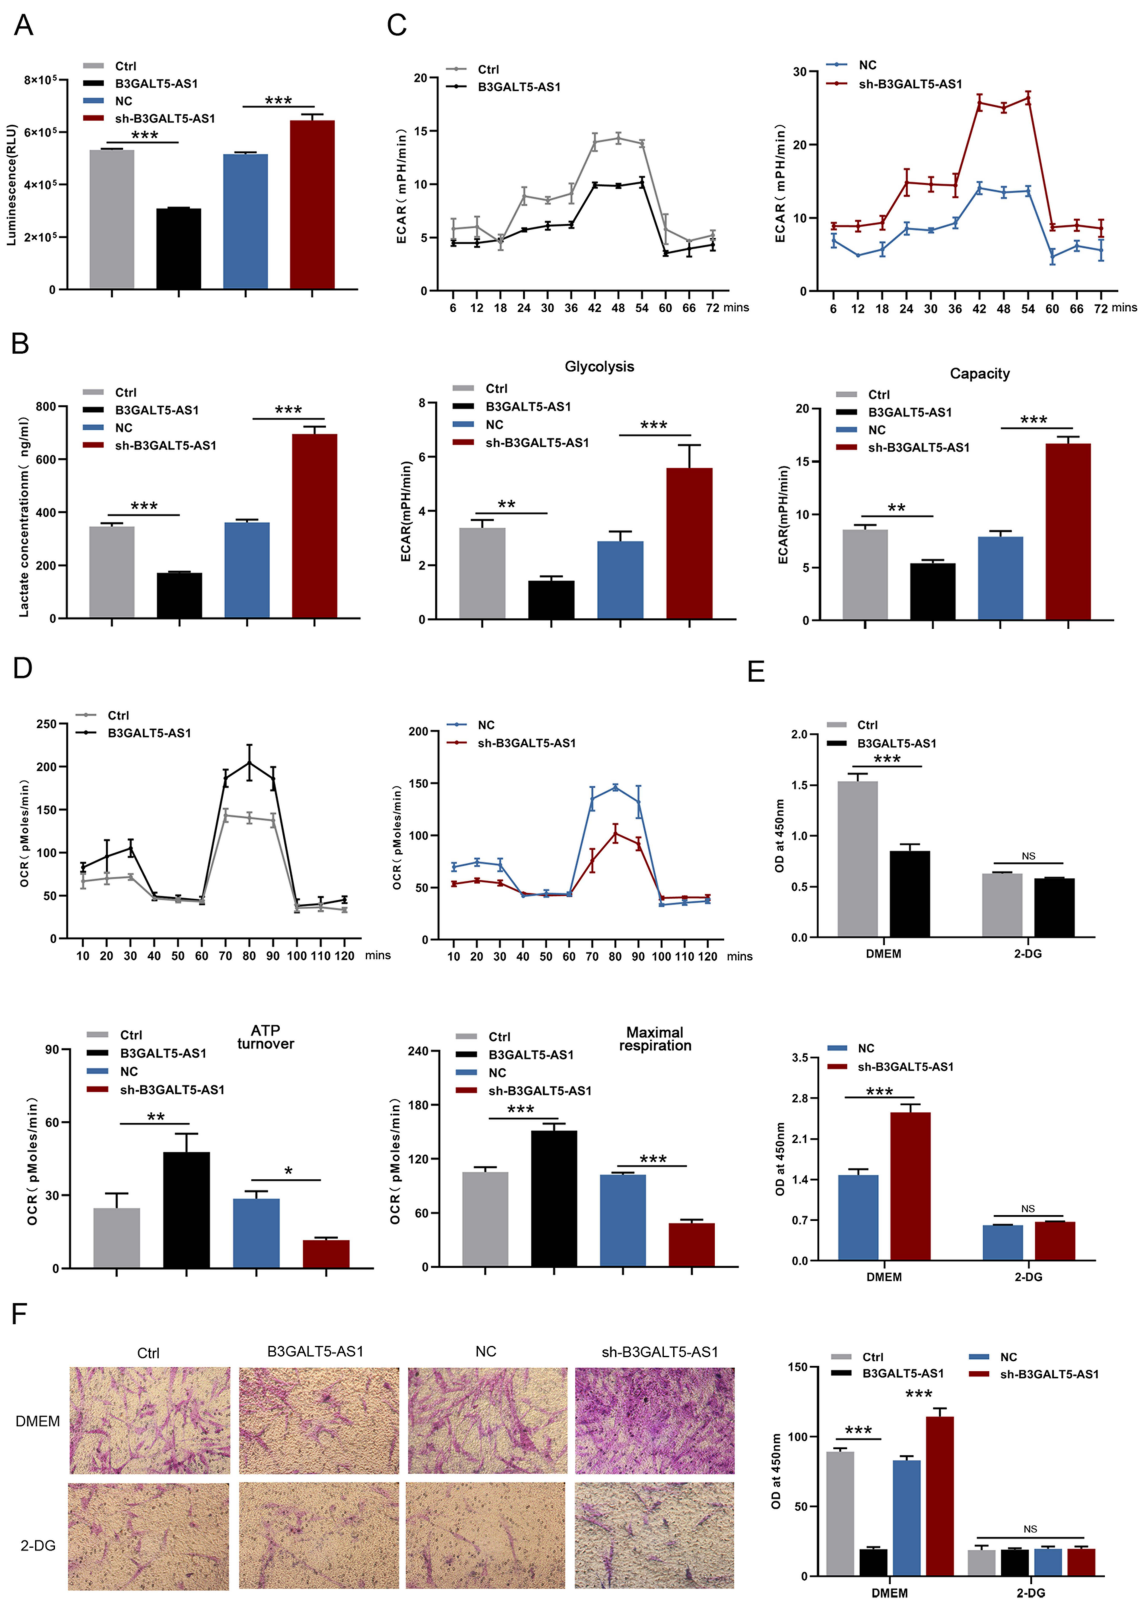 A
Ctrl
B3GALT5-AS1
NC
sh-B3GALT5-AS1
Luminescence(RLU)
8×10⁵
6×10⁵
4×10⁵
2×10⁵
0
***
***
C
Ctrl
B3GALT5-AS1
ECAR( mPH/min)
20
15
10
5
0
6 12 18 24 30 36 42 48 54 60 66 72 mins
NC
sh-B3GALT5-AS1
ECAR( mPH/min)
30
20
10
0
6 12 18 24 30 36 42 48 54 60 66 72 mins
B
Ctrl
B3GALT5-AS1
NC
sh-B3GALT5-AS1
Lactate concentrationm( ng/ml)
800
600
400
200
0
***
***
Glycolysis
Ctrl
B3GALT5-AS1
NC
sh-B3GALT5-AS1
ECAR(mPH/min)
8
6
4
2
0
**
***
Capacity
Ctrl
B3GALT5-AS1
NC
sh-B3GALT5-AS1
ECAR(mPH/min)
20
15
10
5
0
**
***
D
Ctrl
B3GALT5-AS1
OCR( pMoles/min)
250
200
150
100
50
0
10 20 30 40 50 60 70 80 90 100 110 120 mins
NC
sh-B3GALT5-AS1
OCR( pMoles/min)
200
150
100
50
0
10 20 30 40 50 60 70 80 90 100 110 120 mins
E
Ctrl
B3GALT5-AS1
OD at 450nm
2.0
1.5
1.0
0.5
0.0
***
NS
DMEM 2-DG
ATP
turnover
Ctrl
B3GALT5-AS1
NC
sh-B3GALT5-AS1
OCR( pMoles/min)
90
60
30
0
**
*
Maximal
respiration
Ctrl
B3GALT5-AS1
NC
sh-B3GALT5-AS1
OCR( pMoles/min)
240
180
120
60
0
***
***
NC
sh-B3GALT5-AS1
OD at 450nm
3.5
2.8
2.1
1.4
0.7
0.0
***
NS
DMEM 2-DG
F
Ctrl B3GALT5-AS1 NC sh-B3GALT5-AS1
DMEM
2-DG
Ctrl NC
B3GALT5-AS1 sh-B3GALT5-AS1
OD at 450nm
150
100
50
0
***
***
NS
DMEM 2-DG